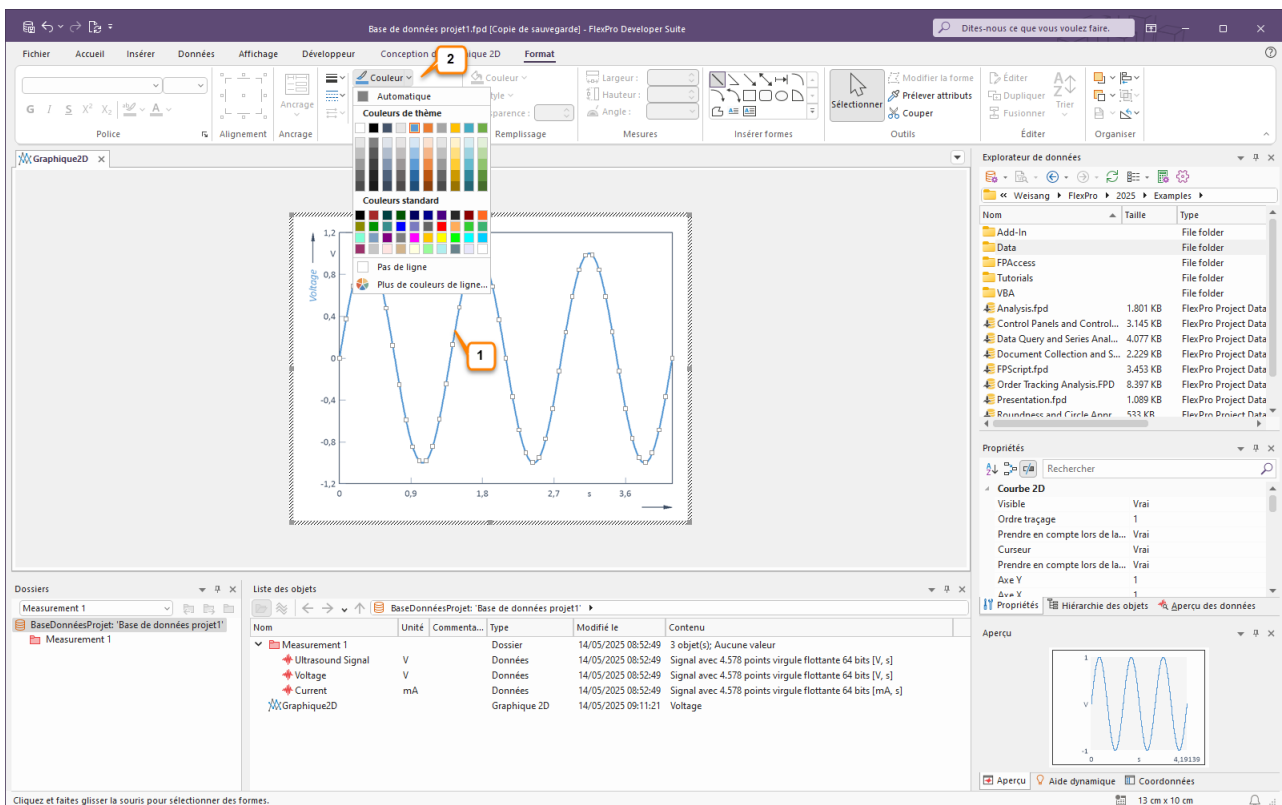 Base de données projet1.fpd [Copie de sauvegarde] - FlexPro Developer Suite
Dites-nous ce que vous voulez faire.
Fichier Accueil Insérer Données Affichage Développeur Conception d ique 2D Format
2
Couleur
Couleur
Largeur :
Modifier la forme
Éditer
Automatique
Hauteur :
Prélever attributs
Dupliquer
G I S X² X₂ A
Ancrage
Couleurs de thème
sparence :
Angle :
Sélectionner
Couper
Fusionner
Trier
Police Alignement Ancrage Remplissage Mesures Insérer formes Outils Éditer Organiser
Couleurs standard
Pas de ligne
Plus de couleurs de ligne...
Graphique2D
1,2
V
0,8
0,4
0
-0,4
-0,8
-1,2
Voltage
0 0,9 1,8 2,7 s 3,6
1
Explorateur de données
« Weisang FlexPro 2025 Examples
Nom Taille Type
Add-In File folder
Data File folder
FPAccess File folder
Tutorials File folder
VBA File folder
Analysis.fpd 1.801 KB FlexPro Project Data
Control Panels and Control... 3.145 KB FlexPro Project Data
Data Query and Series Anal... 4.077 KB FlexPro Project Data
Document Collection and S... 2.229 KB FlexPro Project Data
FPScript.fpd 3.453 KB FlexPro Project Data
Order Tracking Analysis.FPD 8.397 KB FlexPro Project Data
Presentation.fpd 1.089 KB FlexPro Project Data
Roundness and Circle Appr... 533 KB FlexPro Project Data
Propriétés
Rechercher
Courbe 2D
Visible Vrai
Ordre traçage 1
Prendre en compte lors de la... Vrai
Curseur Vrai
Prendre en compte lors de la... Vrai
Axe Y 1
Axe X 1
Propriétés Hiérarchie des objets Aperçu des données
Dossiers
Measurement 1
BaseDonnéesProjet: 'Base de données projet1'
Measurement 1
Liste des objets
BaseDonnéesProjet: 'Base de données projet1'
Nom Unité Commenta... Type Modifié le Contenu
Measurement 1 Dossier 14/05/2025 08:52:49 3 objet(s); Aucune valeur
Ultrasound Signal V Données 14/05/2025 08:52:49 Signal avec 4.578 points virgule flottante 64 bits [V, s]
Voltage V Données 14/05/2025 08:52:49 Signal avec 4.578 points virgule flottante 64 bits [V, s]
Current mA Données 14/05/2025 08:52:49 Signal avec 4.578 points virgule flottante 64 bits [mA, s]
Graphique2D Graphique 2D 14/05/2025 09:11:21 Voltage
Aperçu
1
V
-1
0 s 4,19139
Aperçu Aide dynamique Coordonnées
Cliquez et faites glisser la souris pour sélectionner des formes.
13 cm x 10 cm